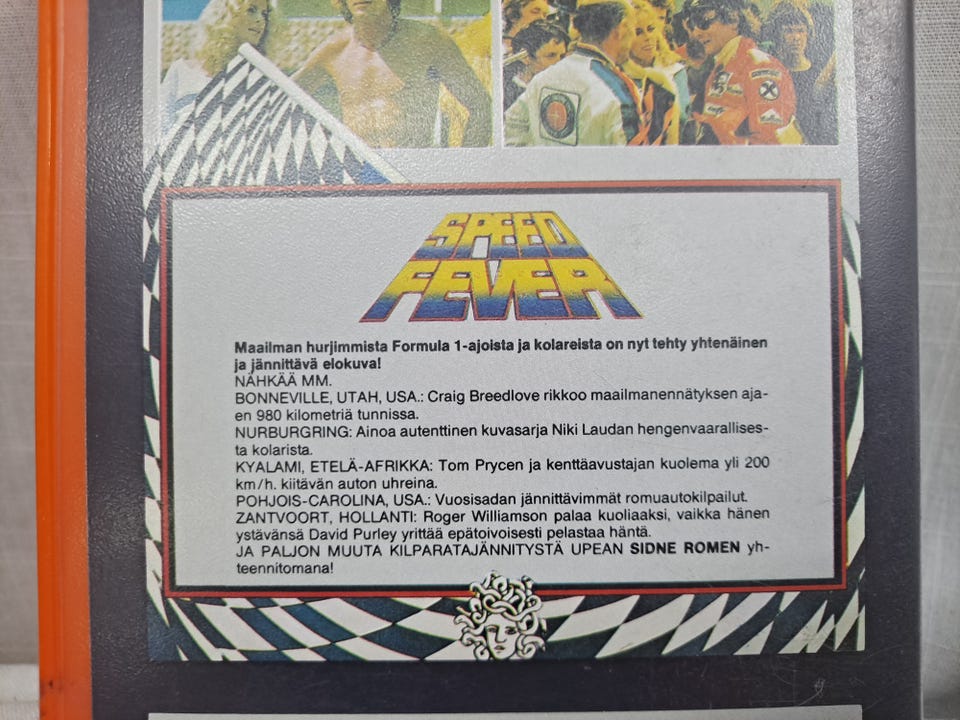 SPEED
FEVER
Maailman hurjimmista Formula 1-ajoista ja kolareista on nyt tehty yhtenäinen
ja jännittävä elokuva!
NÄHKÄÄ MM.
BONNEVILLE, UTAH, USA.: Craig Breedlove rikkoo maailmanennätyksen aja-
en 980 kilometriä tunnissa.
NURBURGRING: Ainoa autenttinen kuvasarja Niki Laudan hengenvaarallises-
ta kolarista.
KYALAMI, ETELÄ-AFRIKKA: Tom Prycen ja kenttäavustajan kuolema yli 200
km/h. kiitävän auton uhreina.
POHJOIS-CAROLINA, USA.: Vuosisadan jännittävimmät romuautokilpailut.
ZANTVOORT, HOLLANTI: Roger Williamson palaa kuoliaaksi, vaikka hänen
ystävänsä David Purley yrittää epätoivoisesti pelastaa häntä.
JA PALJON MUUTA KILPARATAJÄNNITYSTÄ UPEAN SIDNE ROMEN yh-
teennitomana!